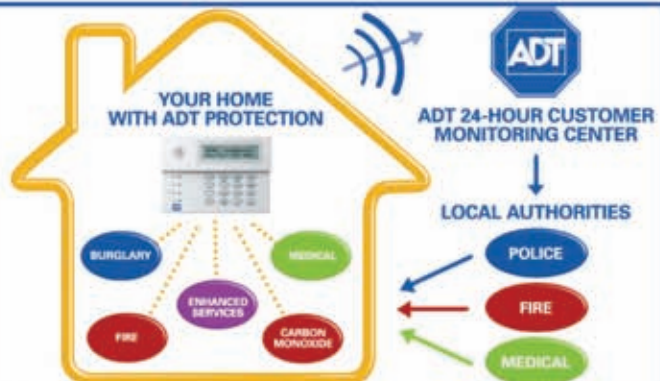 YOUR HOME
WITH ADT PROTECTION
BURGLARY
MEDICAL
ENHANCED
SERVICES
FIRE
CARBON
MONOXIDE
ADT
ADT 24-HOUR CUSTOMER
MONITORING CENTER
LOCAL AUTHORITIES
POLICE
FIRE
MEDICAL